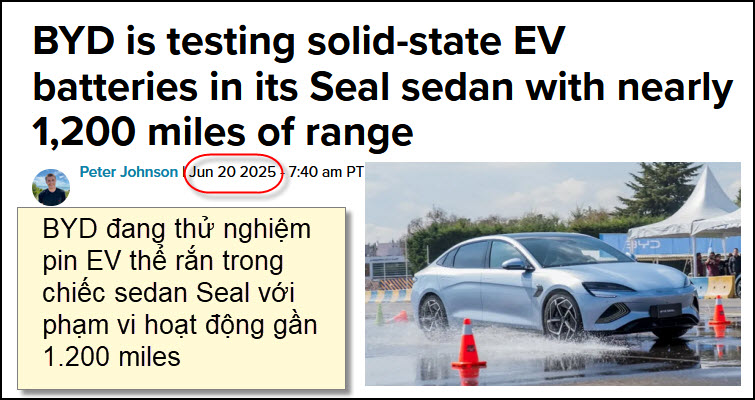 BYD is testing solid-state EV
batteries in its Seal sedan with nearly
1,200 miles of range
Peter Johnson | Jun 20 2025 - 7:40 am PT
BYD đang thử nghiệm
pin EV thể rắn trong
chiếc sedan Seal với
phạm vi hoạt động gần
1.200 miles
BYD